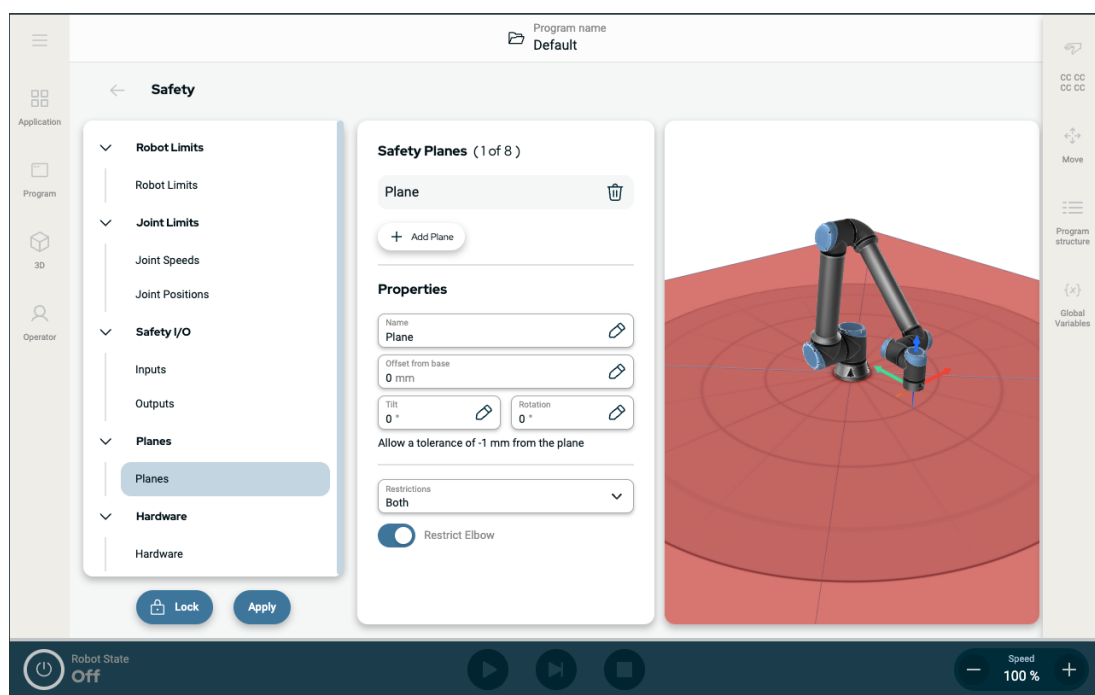 Program name
Default
Safety
Application
Program
3D
Operator
Robot Limits
Robot Limits
Joint Limits
Joint Speeds
Joint Positions
Safety I/O
Inputs
Outputs
Planes
Planes
Hardware
Hardware
Lock
Apply
Safety Planes (1 of 8)
Plane
+ Add Plane
Properties
Name
Plane
Offset from base
0 mm
Tilt
0 °
Rotation
0 °
Allow a tolerance of -1 mm from the plane
Restrictions
Both
Restrict Elbow
CC CC
CC CC
Move
Program
structure
{x}
Global
Variables
Robot State
Off
Speed
− 100 % +